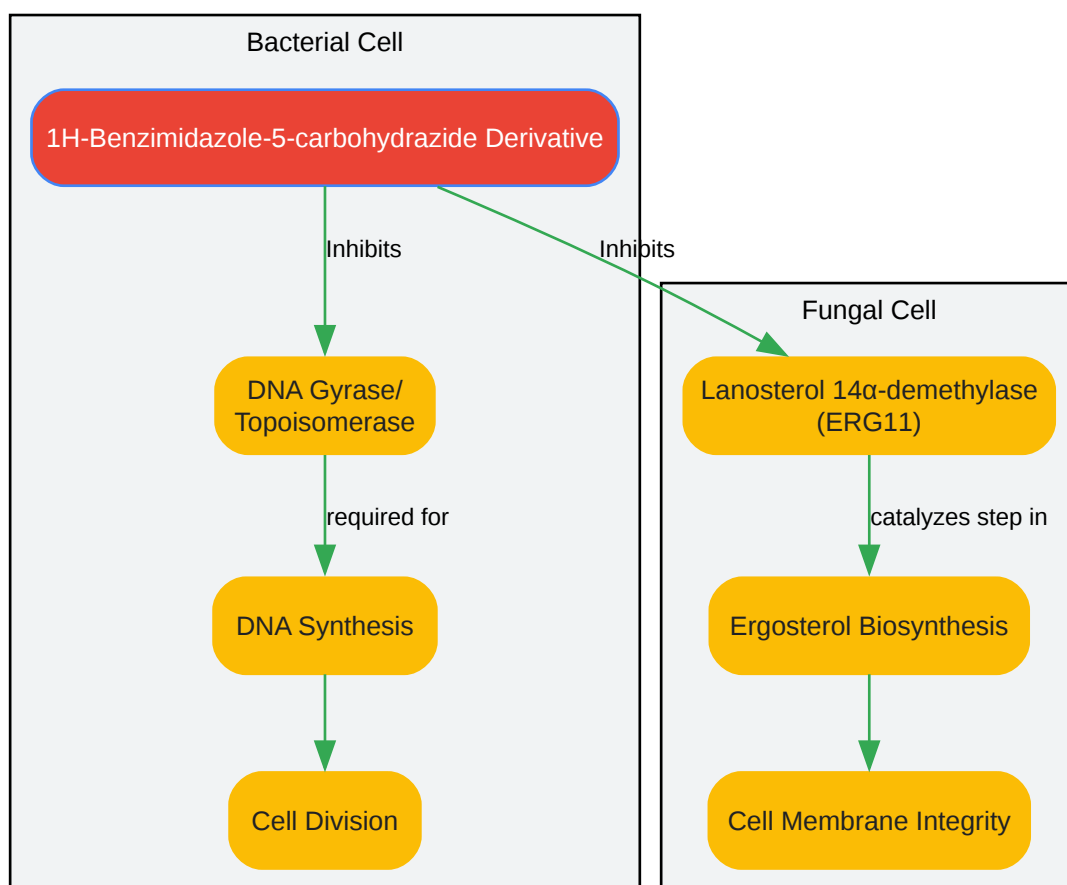 Bacterial Cell
1H-Benzimidazole-5-carbohydrazide Derivative
Inhibits
Inhibits
Fungal Cell
DNA Gyrase/
Topoisomerase
Lanosterol 14α-demethylase
(ERG11)
required for
catalyzes step in
DNA Synthesis
Ergosterol Biosynthesis
Cell Division
Cell Membrane Integrity